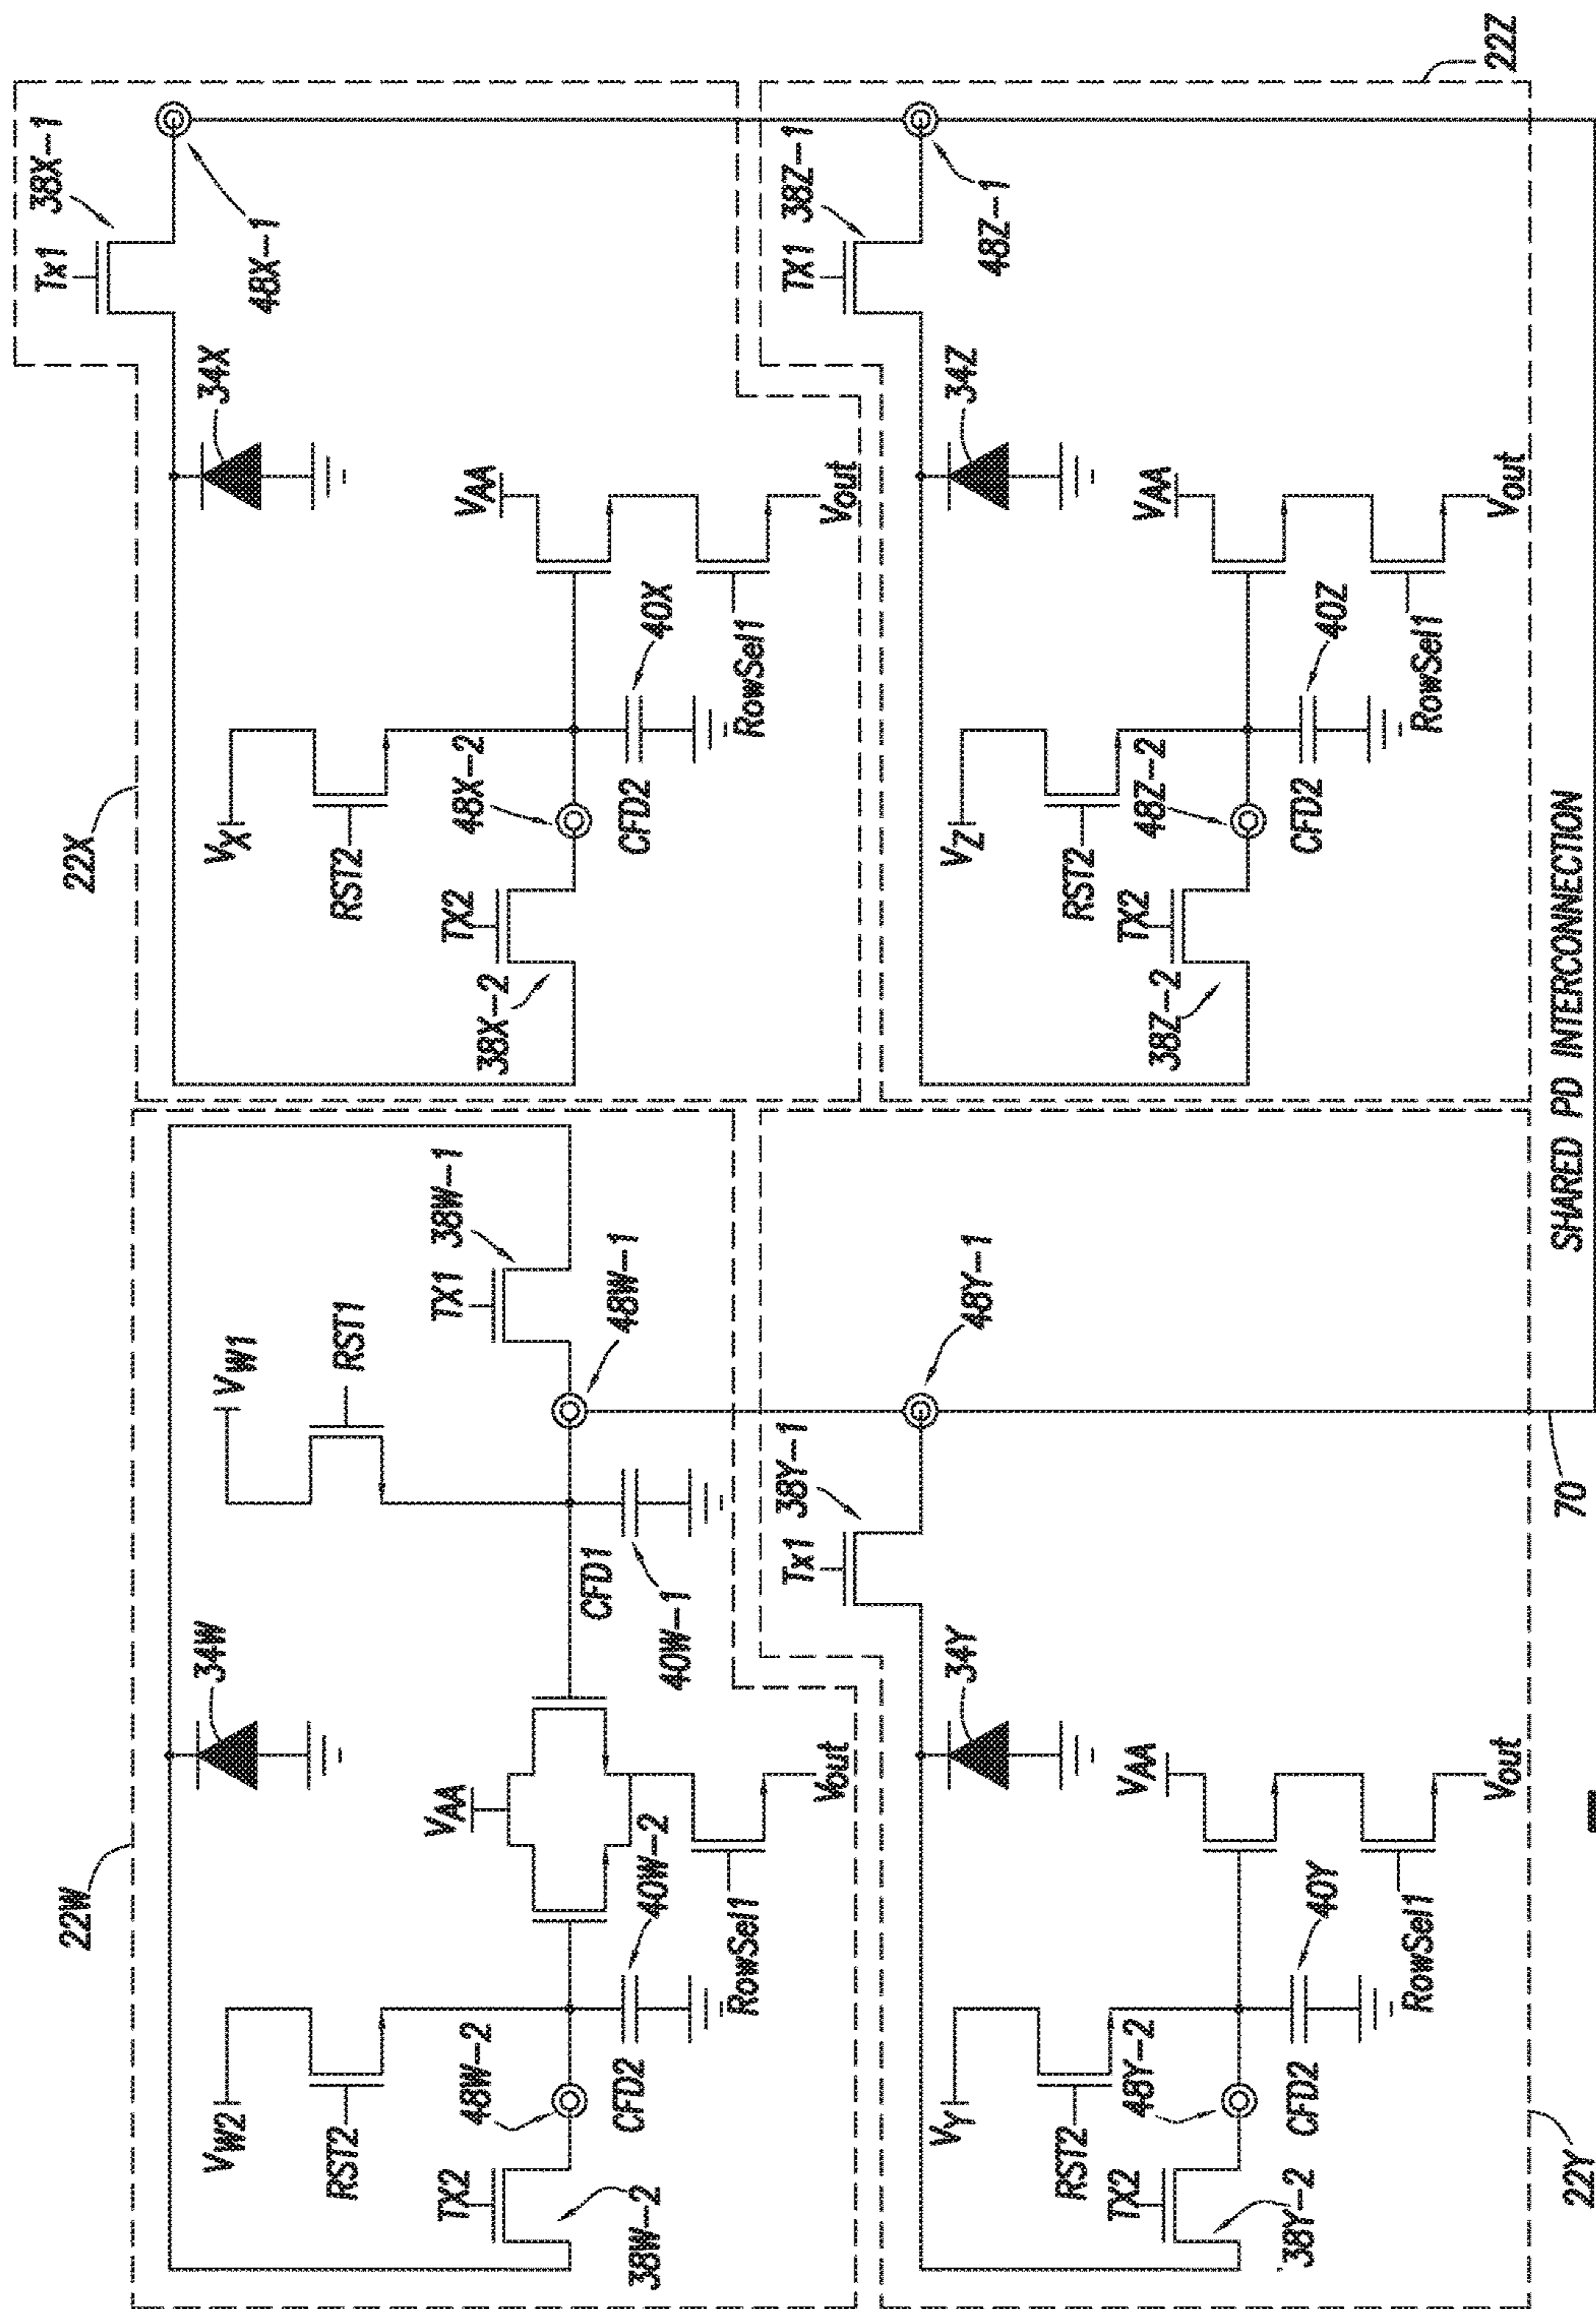 22W
34W
VW2
RST2
TX2
38W-2
48W-2
CFD2
40W-2
VAA
RowSel1
Vout
CFD1
40W-1
VW1
RST1
TX1
38W-1
48W-1
22X
34X
Tx1
38X-1
48X-1
VX
RST2
TX2
38X-2
48X-2
CFD2
40X
VAA
RowSel1
Vout
22Y
34Y
Tx1
38Y-1
48Y-1
VY
RST2
TX2
38Y-2
48Y-2
CFD2
40Y
VAA
RowSel1
Vout
22Z
34Z
TX1
38Z-1
48Z-1
VZ
RST2
TX2
38Z-2
48Z-2
CFD2
40Z
VAA
RowSel1
Vout
70
SHARED PD INTERCONNECTION